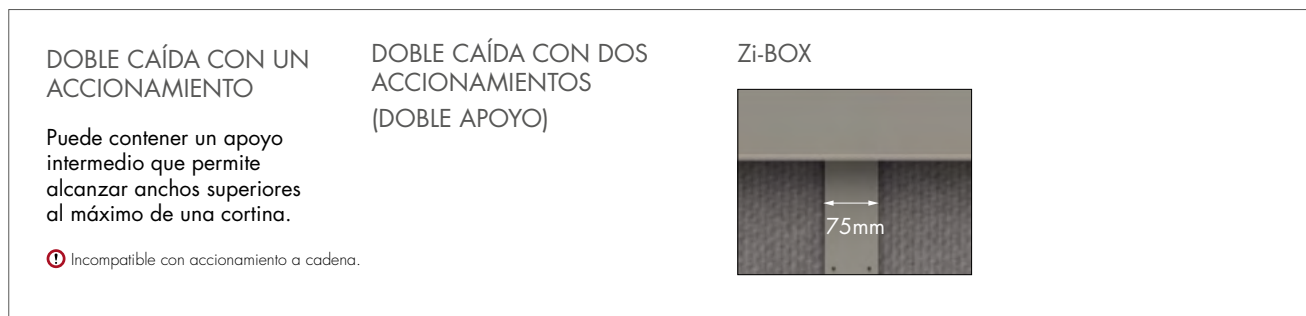 DOBLE CAÍDA CON UN
ACCIONAMIENTO
Puede contener un apoyo
intermedio que permite
alcanzar anchos superiores
al máximo de una cortina.
Incompatible con accionamiento a cadena.
DOBLE CAÍDA CON DOS
ACCIONAMIENTOS
(DOBLE APOYO)
Zi-BOX
75mm